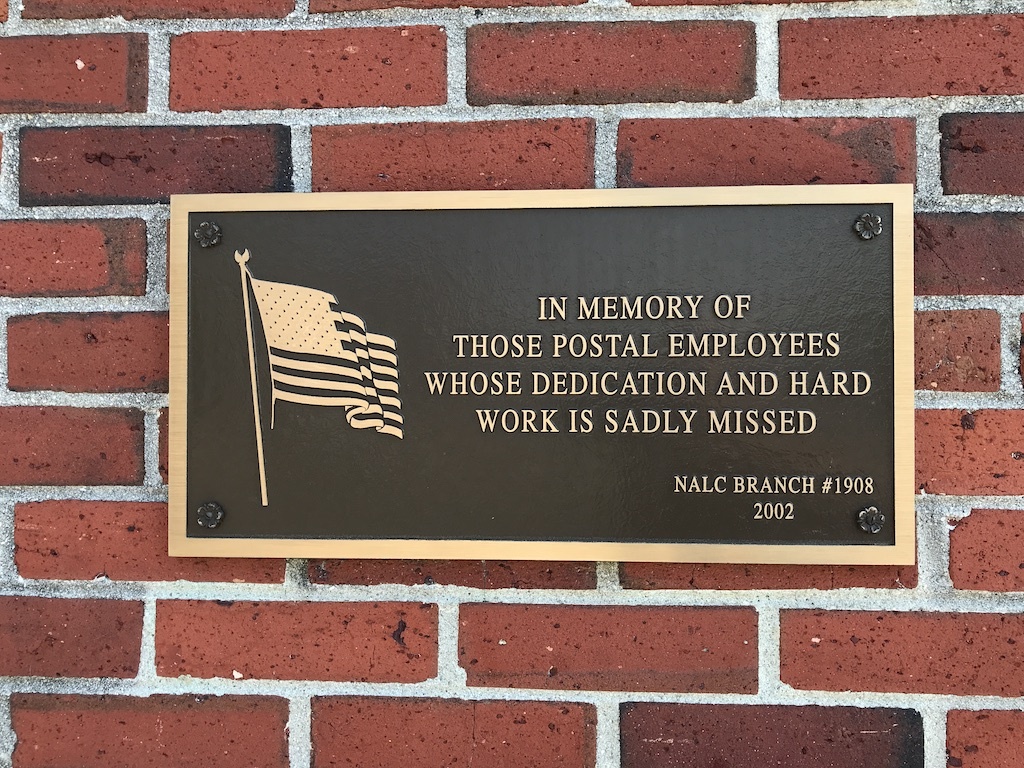 IN MEMORY OF
THOSE POSTAL EMPLOYEES
WHOSE DEDICATION AND HARD
WORK IS SADLY MISSED
NALC BRANCH #1908
2002